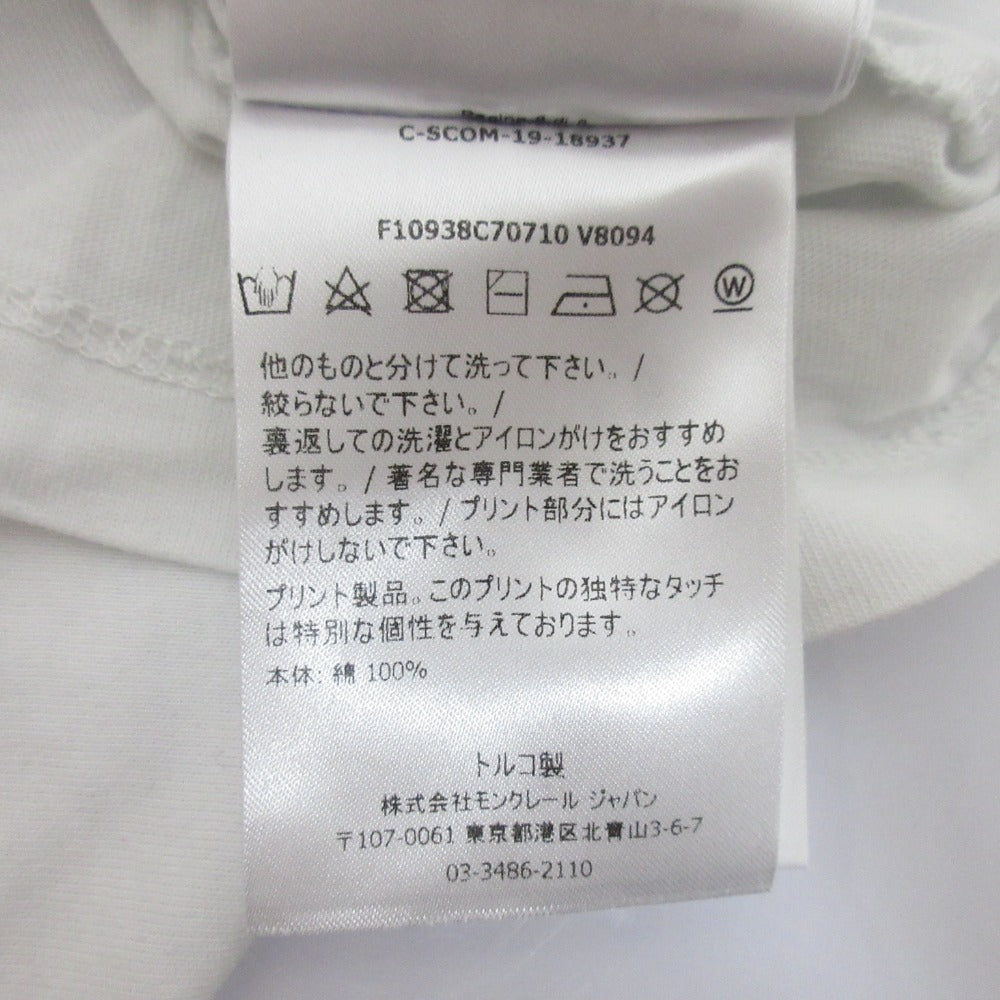 C-SCOM-19-18937
F10938C70710 V8094
W
他のものと分けて洗って下さい。/
絞らないで下さい。/
裏返しての洗濯とアイロンがけをおすすめ
します。/ 著名な専門業者で洗うことをお
すすめします。/ プリント部分にはアイロン
がけしないで下さい。
プリント製品。このプリントの独特なタッチ
は特別な個性を与えております。
本体: 綿 100%
トルコ製
株式会社モンクレール ジャパン
〒107-0061 東京都港区北青山3-6-7
03-3486-2110